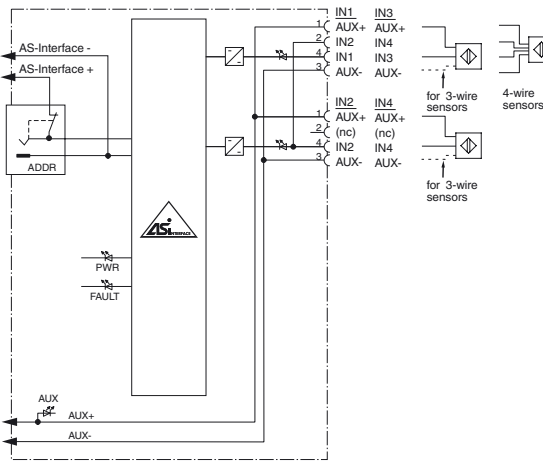 IN1 IN3
1 AUX+ AUX+
2 IN2 IN4
4 IN1 IN3
3 AUX- AUX-
for 3-wire
sensors
4-wire
sensors
AS-Interface -
AS-Interface +
ADDR
IN2 IN4
1 AUX+ AUX+
2 (nc) (nc)
4 IN2 IN4
3 AUX- AUX-
for 3-wire
sensors
ASi
INTERFACE
PWR
FAULT
AUX
AUX+
AUX-